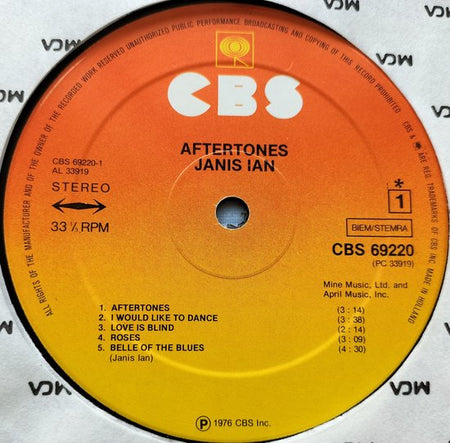 ALL RIGHTS OF THE MANUFACTURER AND OF THE OWNER OF THE RECORDED WORK RESERVED UNAUTHORIZED PUBLIC PERFORMANCE BROADCASTING AND COPYING OF THIS RECORD PROHIBITED
CBS & ARE REG. TRADEMARKS OF CBS INC MADE IN HOLLAND
CBS
AFTERTONES
JANIS IAN
CBS 69220-1
AL 33919
STEREO
33 ⅓ RPM
*
1
BIEM/STEMRA
CBS 69220
(PC 33919)
Mine Music, Ltd. and
April Music, Inc.
1. AFTERTONES (3 : 14)
2. I WOULD LIKE TO DANCE (3 : 38)
3. LOVE IS BLIND (2 : 14)
4. ROSES (3 : 09)
5. BELLE OF THE BLUES (4 : 30)
(Janis Ian)
Ⓟ 1976 CBS Inc.
MCA
MCA
MCA
MCA
MCA
MCA